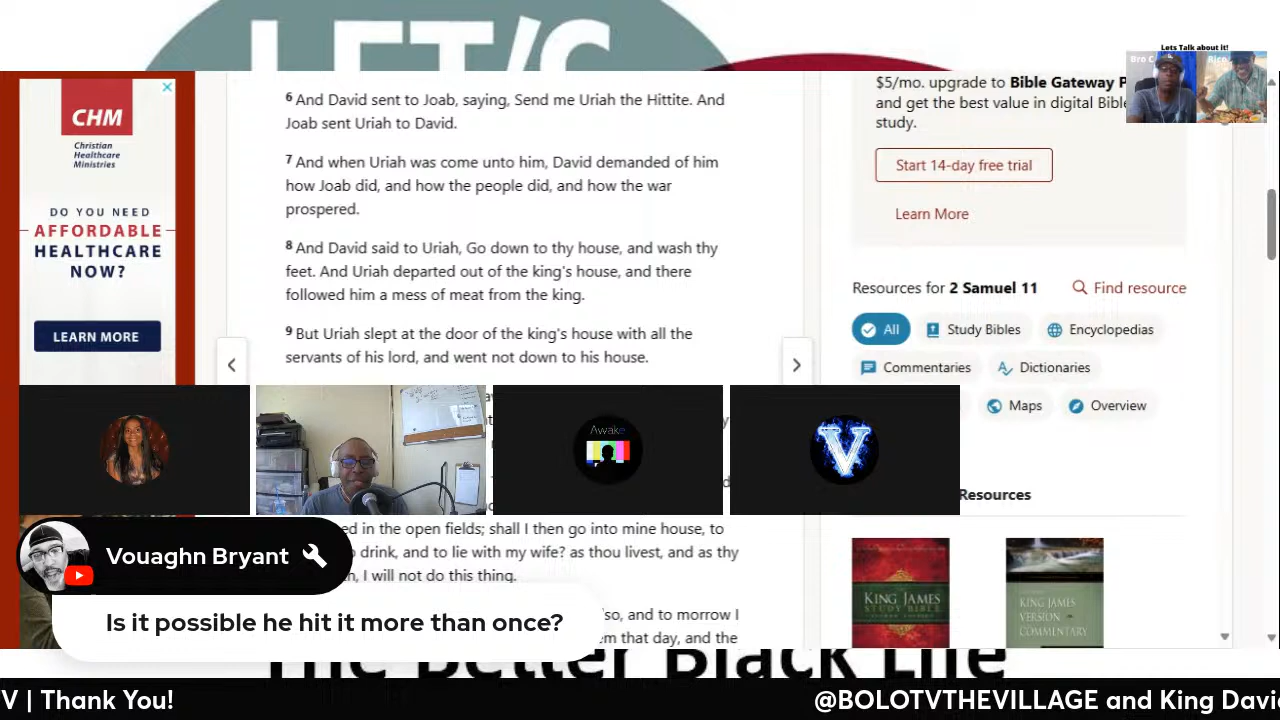 LET'S
Lets Talk about it!
Bro C
CHM
Christian
Healthcare
Ministries
DO YOU NEED
AFFORDABLE
HEALTHCARE
NOW?
LEARN MORE
6 And David sent to Joab, saying, Send me Uriah the Hittite. And
Joab sent Uriah to David.
7 And when Uriah was come unto him, David demanded of him
how Joab did, and how the people did, and how the war
prospered.
8 And David said to Uriah, Go down to thy house, and wash thy
feet. And Uriah departed out of the king's house, and there
followed him a mess of meat from the king.
9 But Uriah slept at the door of the king's house with all the
servants of his lord, and went not down to his house.
in the open fields; shall I then go into mine house, to
drink, and to lie with my wife? as thou livest, and as thy
I will not do this thing.
and to morrow I
that day, and the
$5/mo. upgrade to Bible Gateway
and get the best value in digital
study.
Start 14-day free trial
Learn More
Resources for 2 Samuel 11
Find resource
All
Study Bibles
Encyclopedias
Commentaries
Dictionaries
Maps
Overview
Resources
KING JAMES
STUDY BIBLE
KING JAMES
VERSION
COMMENTARY
Awake
V
Vouaghn Bryant
Is it possible he hit it more than once?
The Better Black Life
V | Thank You!
@BOLOTVTHEVILLAGE and King